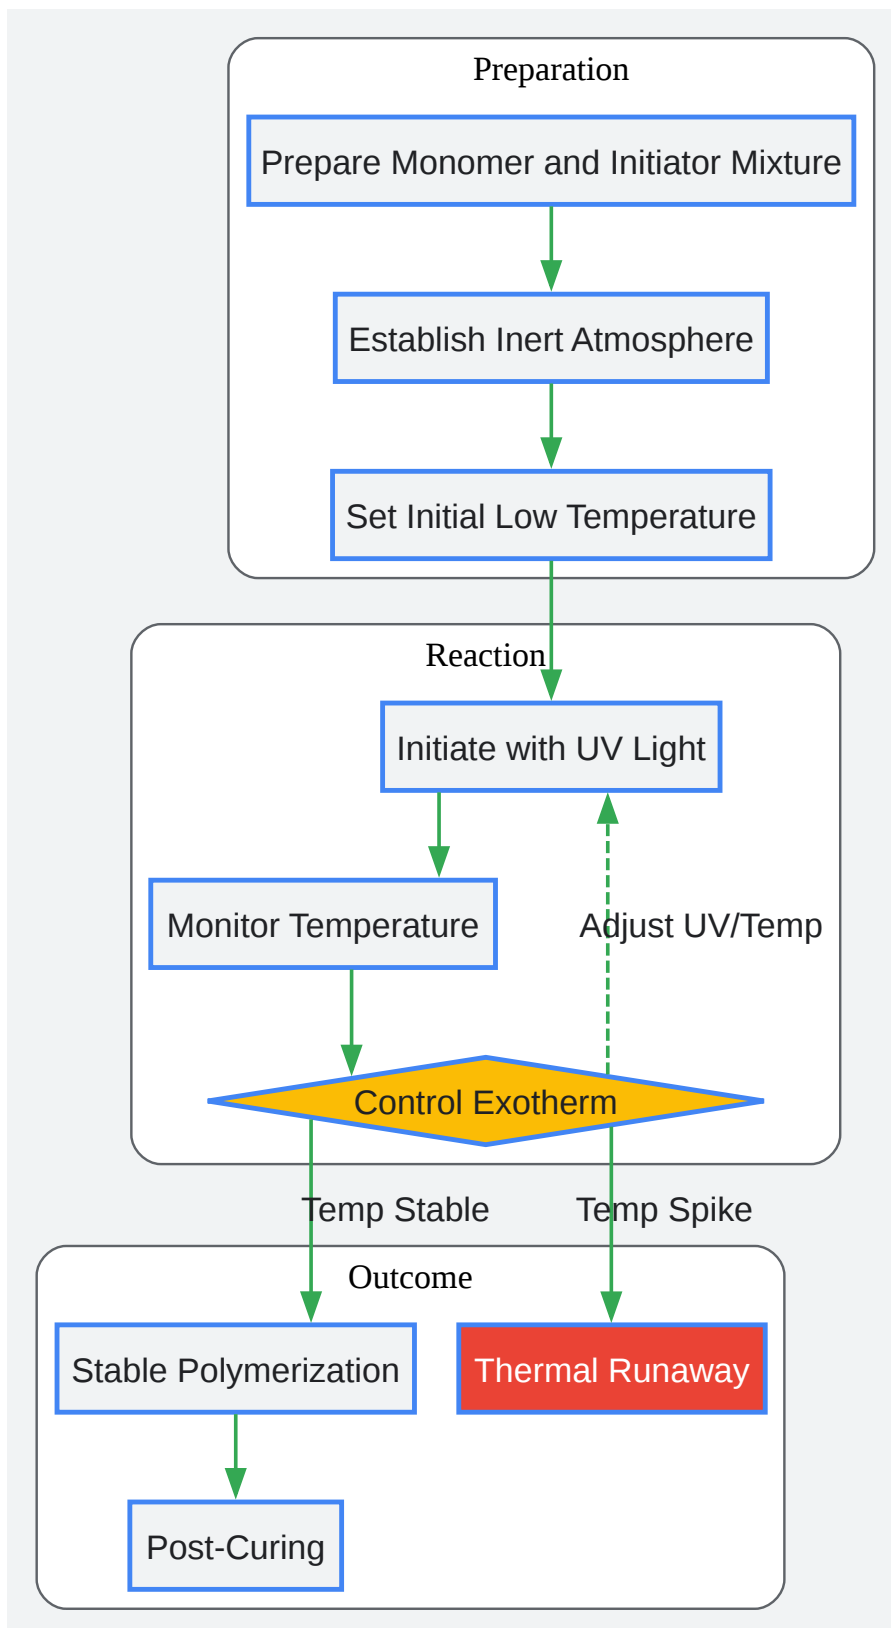 Preparation
Prepare Monomer and Initiator Mixture
Establish Inert Atmosphere
Set Initial Low Temperature
Reaction
Initiate with UV Light
Monitor Temperature
Adjust UV/Temp
Control Exotherm
Temp Stable
Temp Spike
Outcome
Stable Polymerization
Thermal Runaway
Post-Curing